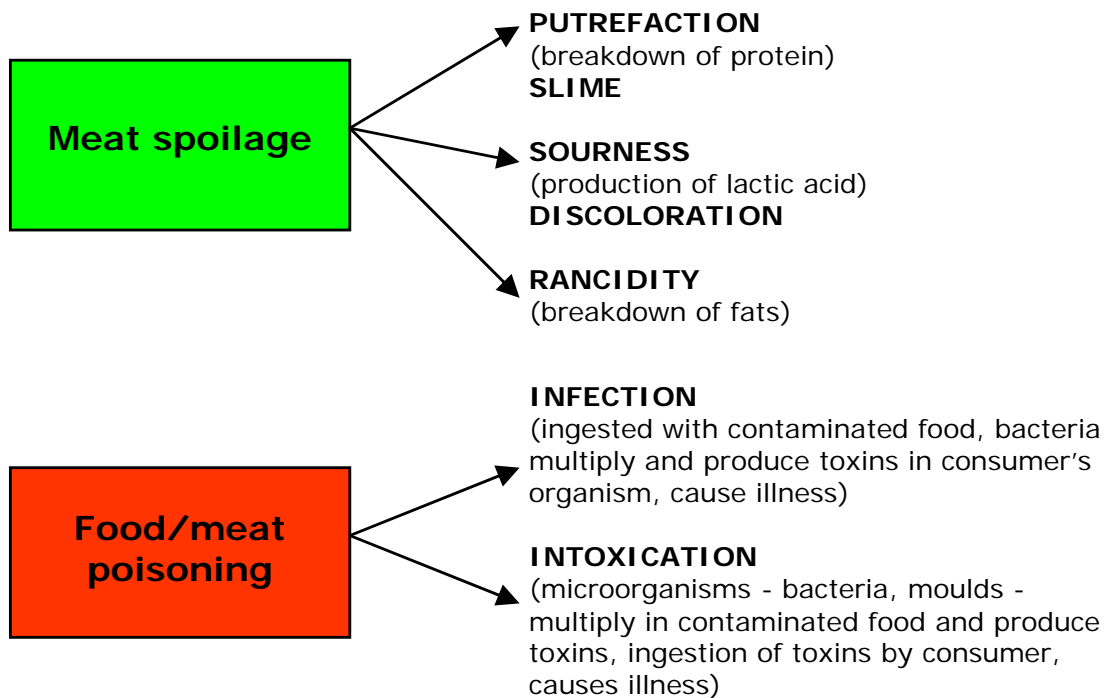 Meat spoilage
PUTREFACTION
(breakdown of protein)
SLIME
SOURNESS
(production of lactic acid)
DISCOLORATION
RANCIDITY
(breakdown of fats)
Food/meat
poisoning
INFECTION
(ingested with contaminated food, bacteria
multiply and produce toxins in consumer's
organism, cause illness)
INTOXICATION
(microorganisms - bacteria, moulds -
multiply in contaminated food and produce
toxins, ingestion of toxins by consumer,
causes illness)